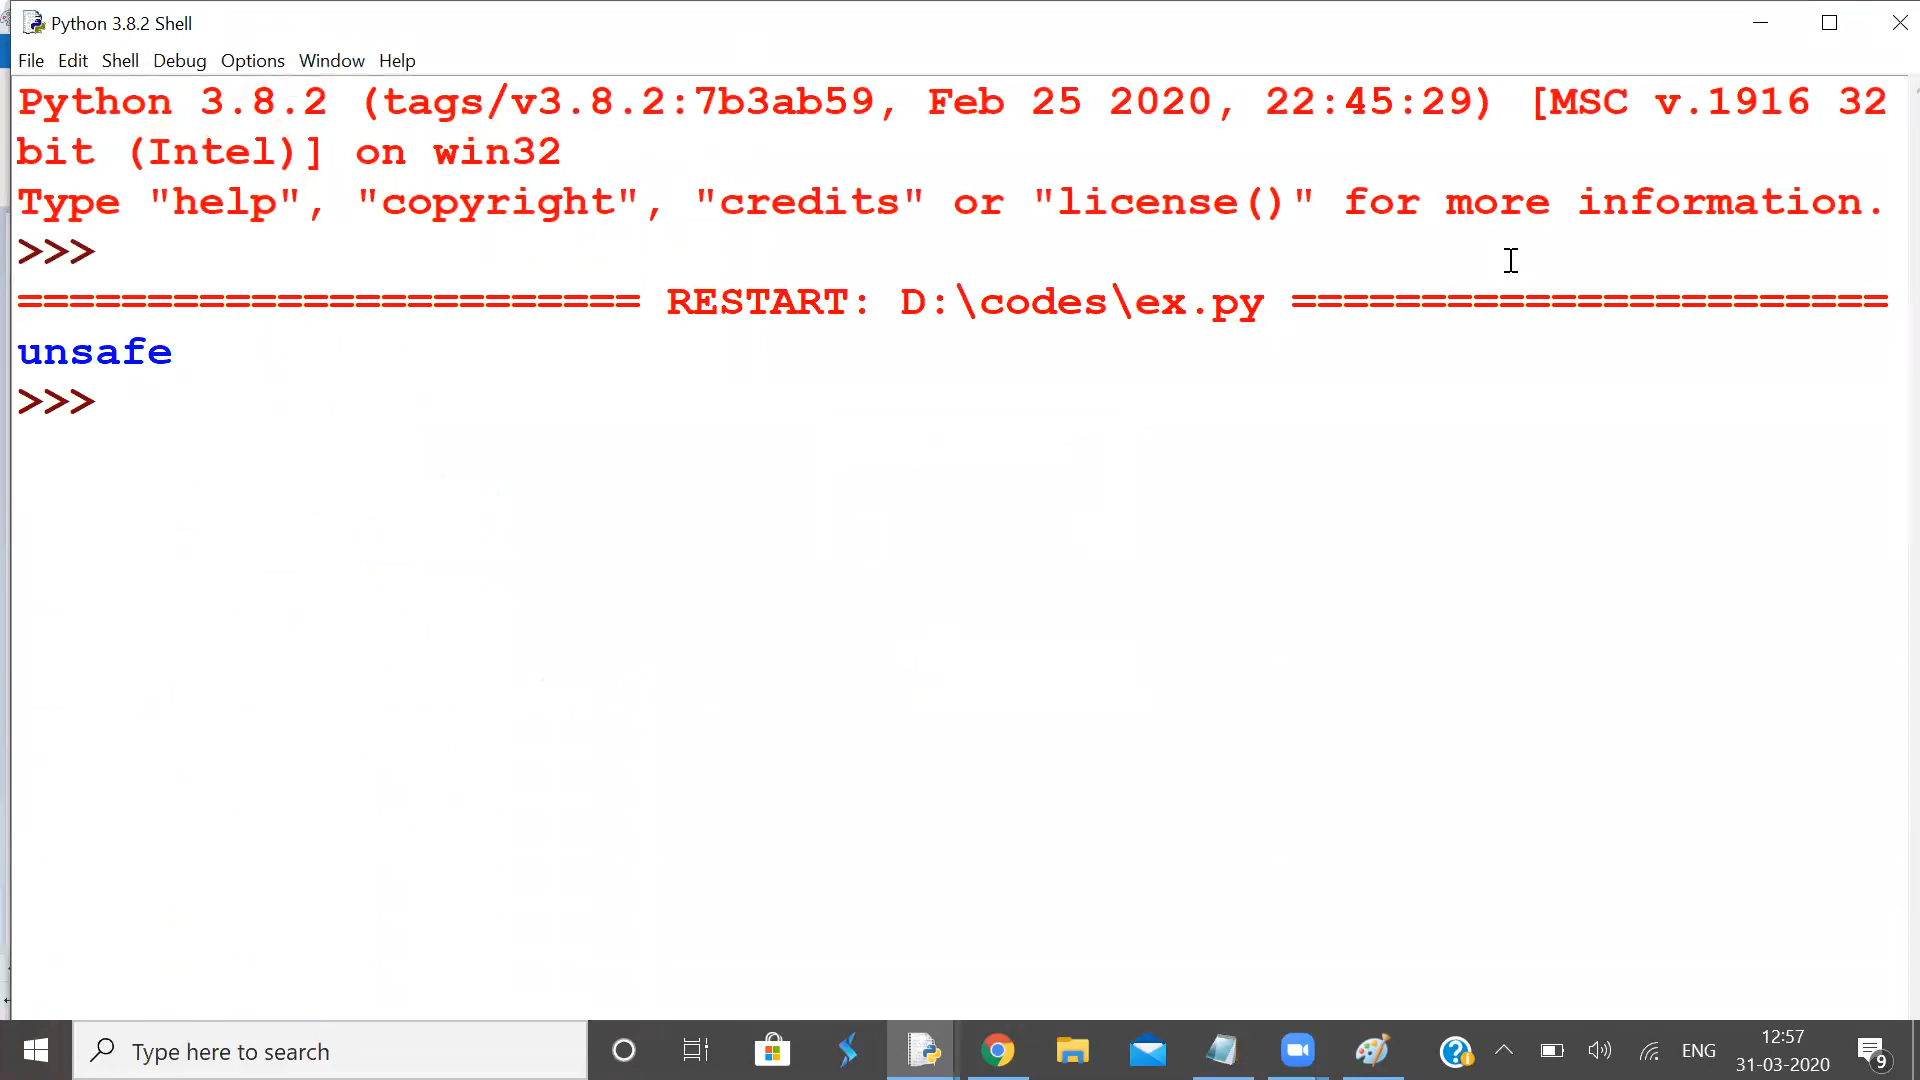 Python 3.8.2 Shell
File Edit Shell Debug Options Window Help
Python 3.8.2 (tags/v3.8.2:7b3ab59, Feb 25 2020, 22:45:29) [MSC v.1916 32
bit (Intel)] on win32
Type "help", "copyright", "credits" or "license()" for more information.
>>>
======================== RESTART: D:\codes\ex.py =======================
unsafe
>>>
Type here to search
ENG
12:57
31-03-2020
9